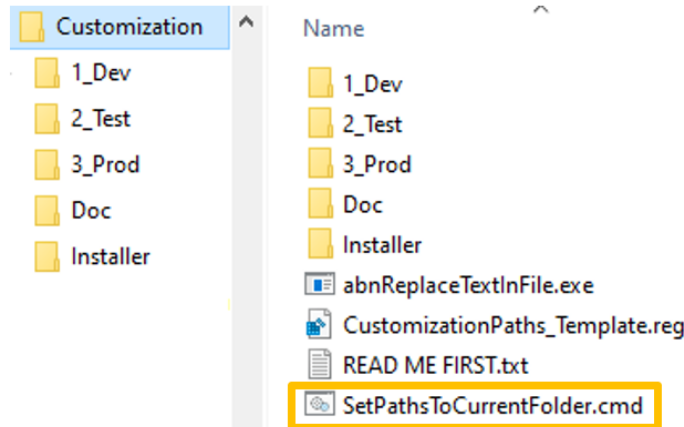 Customization
1_Dev
2_Test
3_Prod
Doc
Installer
Name
1_Dev
2_Test
3_Prod
Doc
Installer
abnReplaceTextInFile.exe
CustomizationPaths_Template.reg
READ ME FIRST.txt
SetPathsToCurrentFolder.cmd